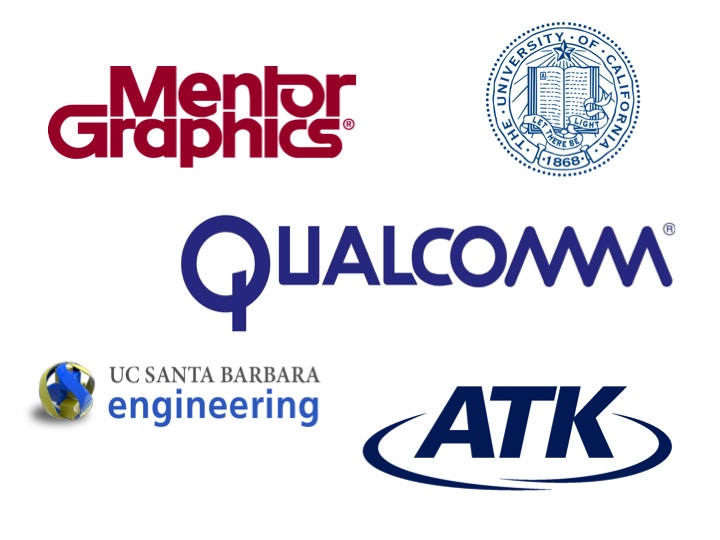 Mentor
Graphics®
THE UNIVERSITY OF CALIFORNIA
LET THERE BE LIGHT
·1868·
QUALCOMM®
UC SANTA BARBARA
engineering
ATK